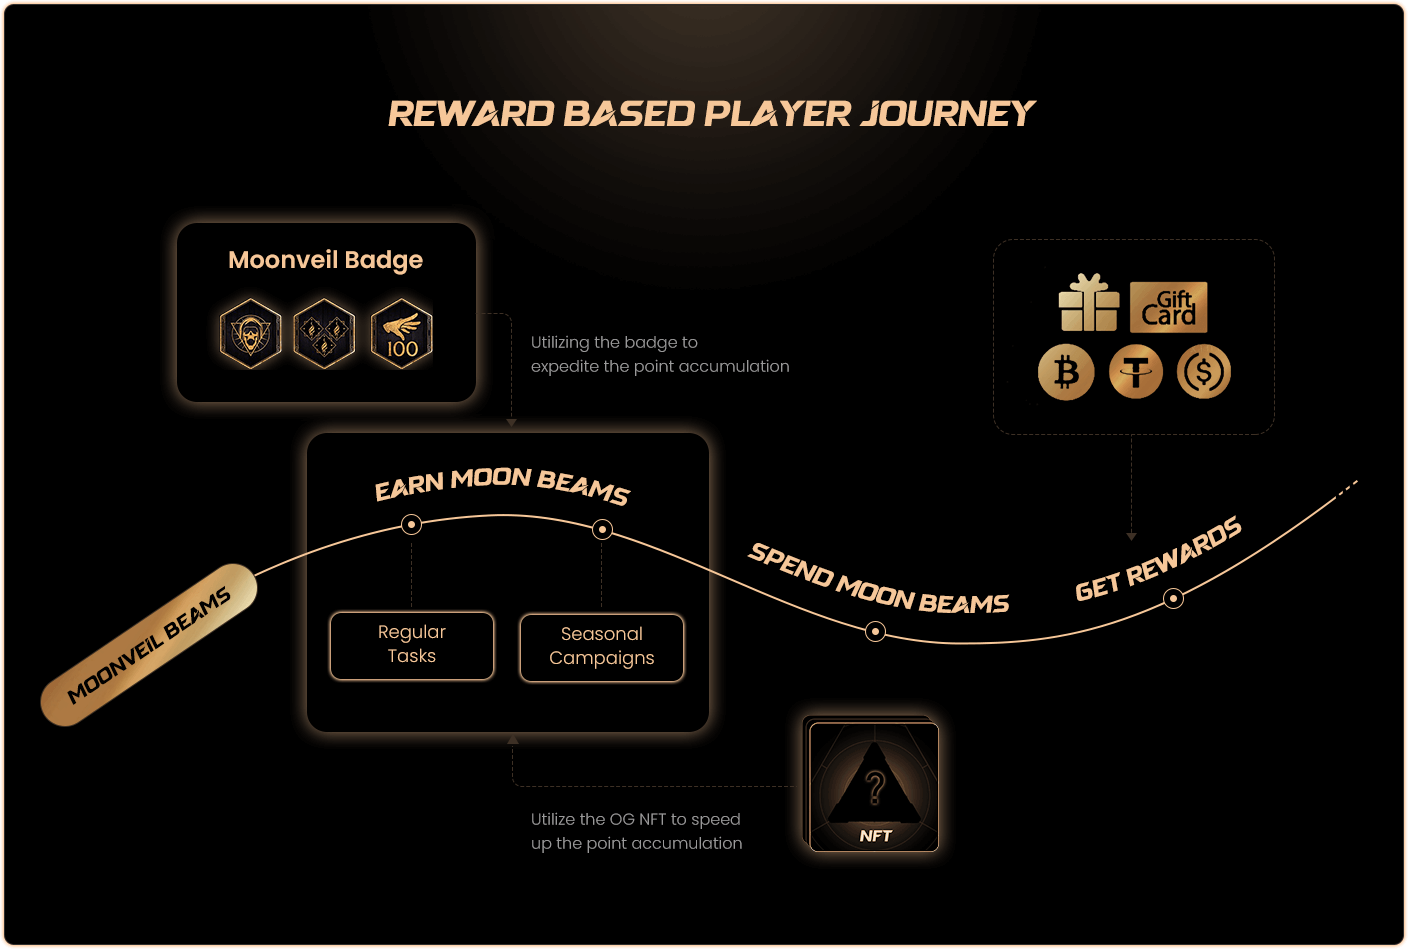 REWARD BASED PLAYER JOURNEY
Moonveil Badge
100
Utilizing the badge to
expedite the point accumulation
Gift
Card
EARN MOON BEAMS
Regular
Tasks
Seasonal
Campaigns
MOONVEIL BEAMS
SPEND MOON BEAMS
GET REWARDS
?
NFT
Utilize the OG NFT to speed
up the point accumulation